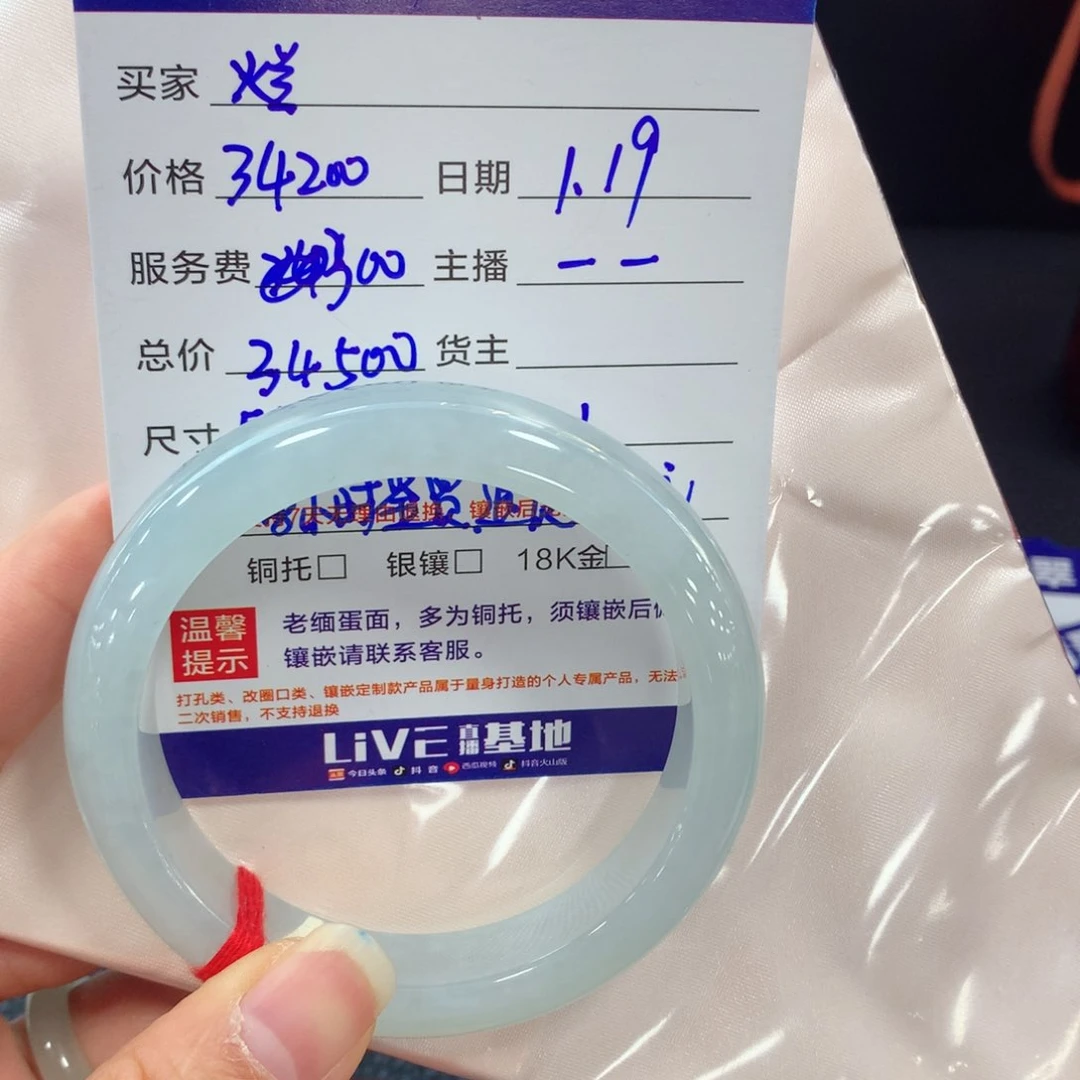 买家
价格 34200 日期 1.19
服务费 300 主播 一一
总价 34500 货主
尺寸
铜托□ 银镶□ 18K金
温馨提示
老缅蛋面，多为铜托，须镶嵌后
镶嵌请联系客服。
打孔类、改圈口类、镶嵌定制款产品属于量身打造的个人专属产品，无法
二次销售，不支持退换
LiVE直播基地
今日头条 抖音 西瓜视频 抖音火山版
翠